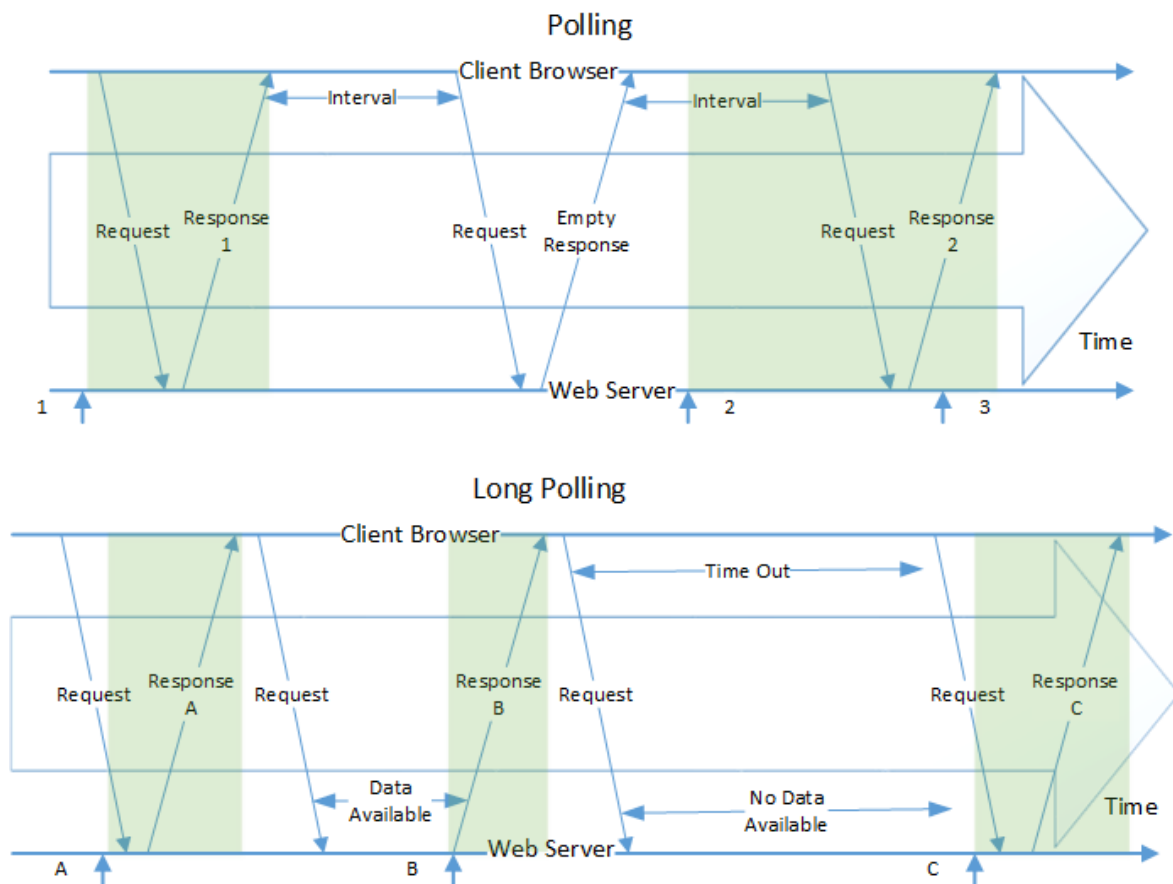 Polling
Client Browser
Interval
Interval
Request
Response
1
Request
Empty
Response
Request
Response
2
Time
Web Server
1
2
3
Long Polling
Client Browser
Time Out
Request
Response
A
Request
Response
B
Request
Request
Response
C
Data
Available
No Data
Available
Time
Web Server
A
B
C